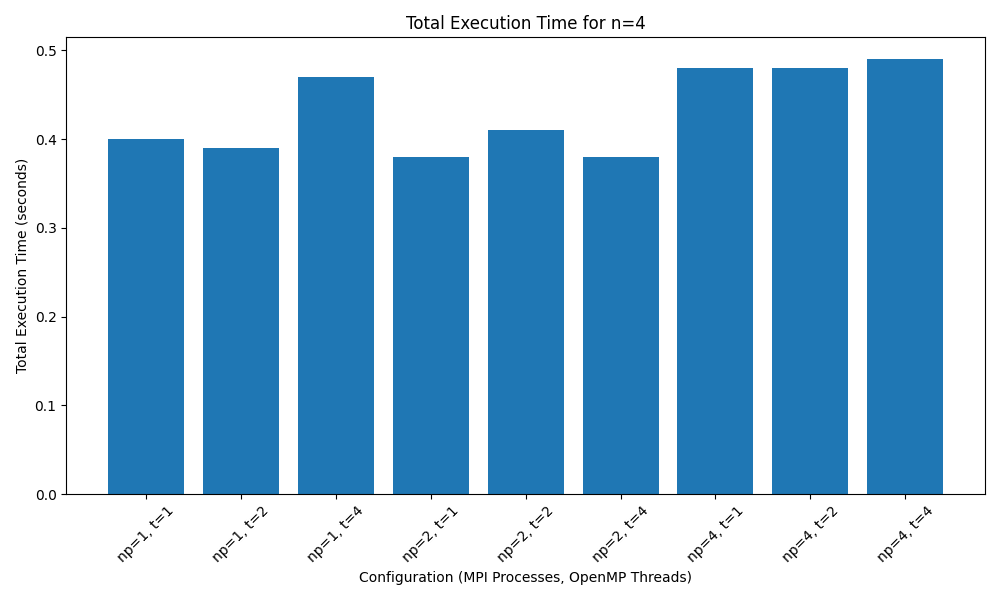 Total Execution Time for n=4
Total Execution Time (seconds)
0.5
0.4
0.3
0.2
0.1
0.0
np=1, t=1
np=1, t=2
np=1, t=4
np=2, t=1
np=2, t=2
np=2, t=4
np=4, t=1
np=4, t=2
np=4, t=4
Configuration (MPI Processes, OpenMP Threads)